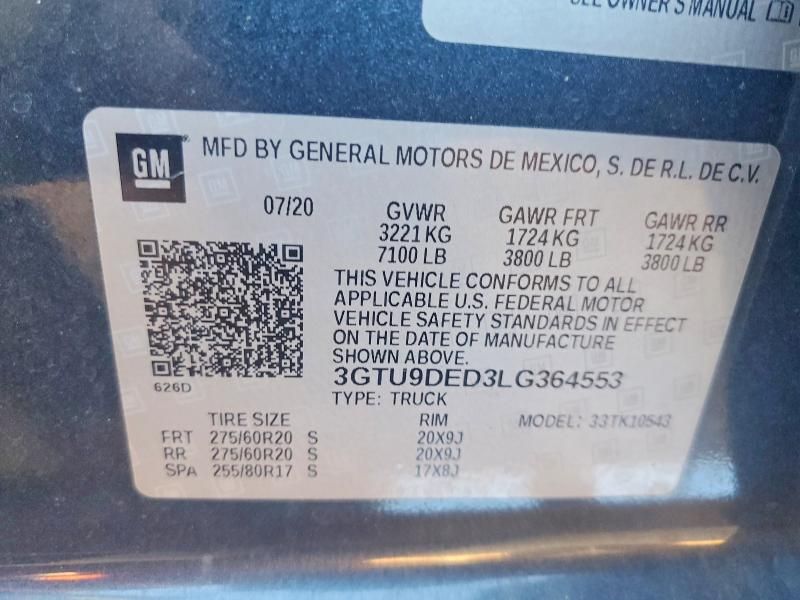 SEE OWNER'S MANUAL
GM
MFD BY GENERAL MOTORS DE MEXICO, S. DE R.L. DE C.V.
07/20 GVWR GAWR FRT GAWR RR
3221 KG 1724 KG 1724 KG
7100 LB 3800 LB 3800 LB
THIS VEHICLE CONFORMS TO ALL
APPLICABLE U.S. FEDERAL MOTOR
VEHICLE SAFETY STANDARDS IN EFFECT
ON THE DATE OF MANUFACTURE
SHOWN ABOVE.
626D
3GTU9DED3LG364553
TYPE: TRUCK
TIRE SIZE RIM MODEL: 33TK10543
FRT 275/60R20 S 20X9J
RR 275/60R20 S 20X9J
SPA 255/80R17 S 17X8J